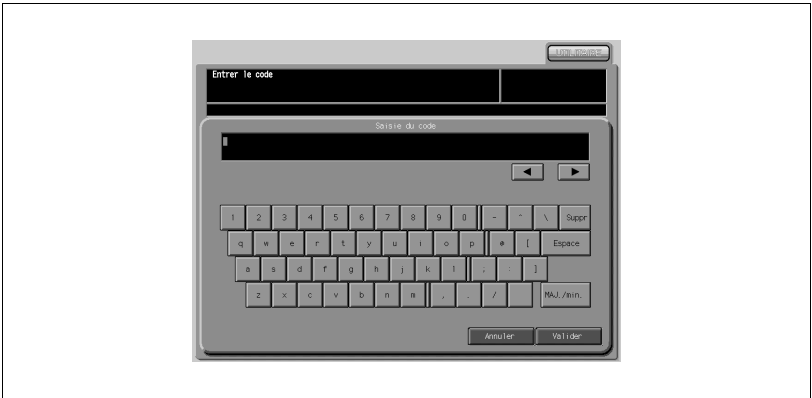 UTILITAIRE
Entrer le code
Saisie du code
1 2 3 4 5 6 7 8 9 0 - ^ \ Suppr
q w e r t y u i o p @ [ Espace
a s d f g h j k l ; : ]
z x c v b n m , . / MAJ./min.
Annuler Valider